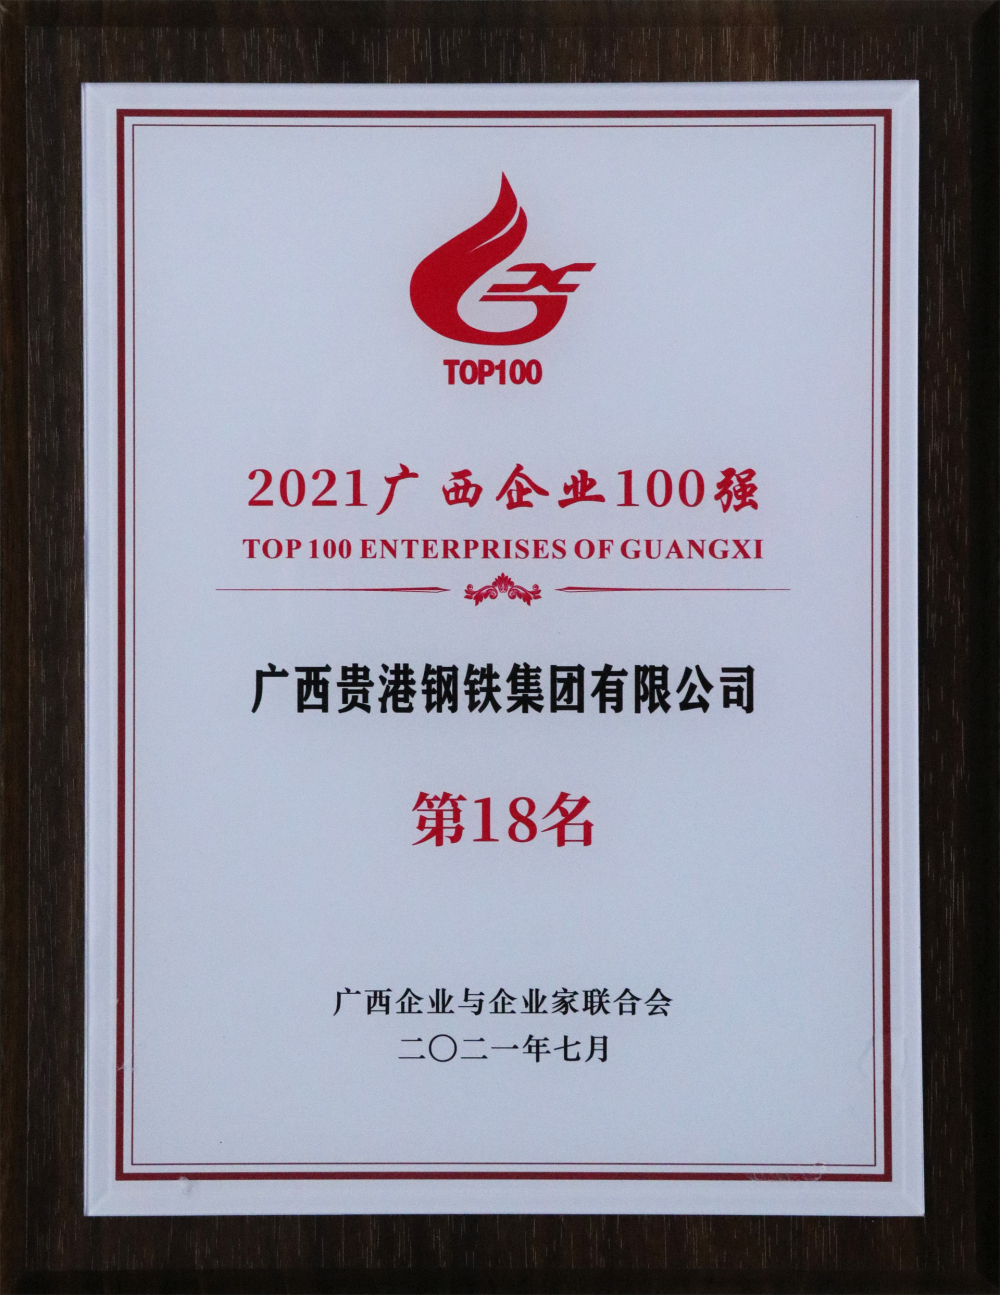 TOP100
2021广西企业100强
TOP 100 ENTERPRISES OF GUANGXI
广西贵港钢铁集团有限公司
第18名
广西企业与企业家联合会
二〇二一年七月